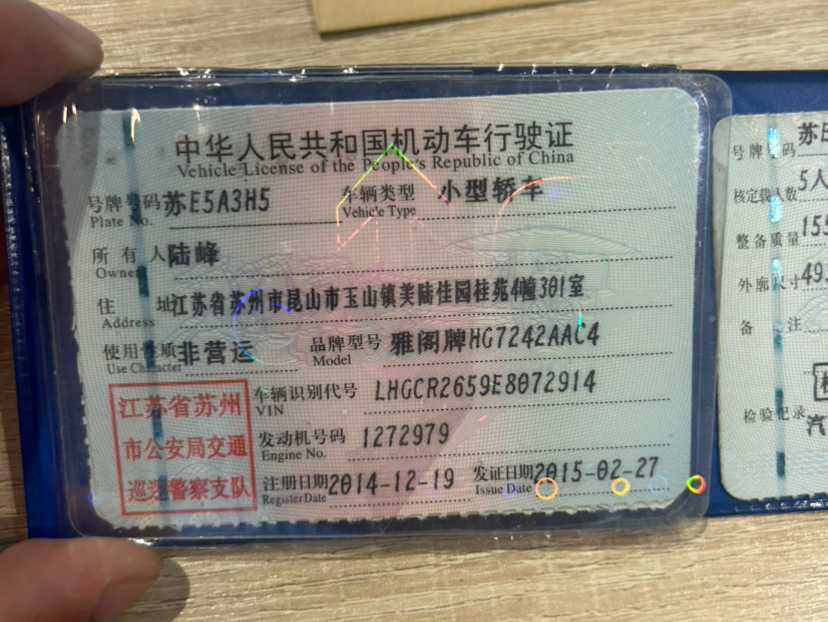 中华人民共和国机动车行驶证
Vehicle License of the People's Republic of China
号牌号码 苏E5A3H5 车辆类型 小型轿车
Plate No. Vehicle Type
所有人 陆峰
Owner
住址 江苏省苏州市昆山市玉山镇美陆佳园桂苑4幢301室
Address
使用性质 非营运 品牌型号 雅阁牌HG7242AAC4
Use Character Model
江苏省苏州
市公安局交通
巡逻警察支队
车辆识别代号 LHGCR2659E8072914
VIN
发动机号码 1272979
Engine No.
注册日期 2014-12-19 发证日期 2015-02-27
Register Date Issue Date
号牌号码 苏E
核定载人数 5人
整备质量 155
外廓尺寸 49
备注
检验记录
汽